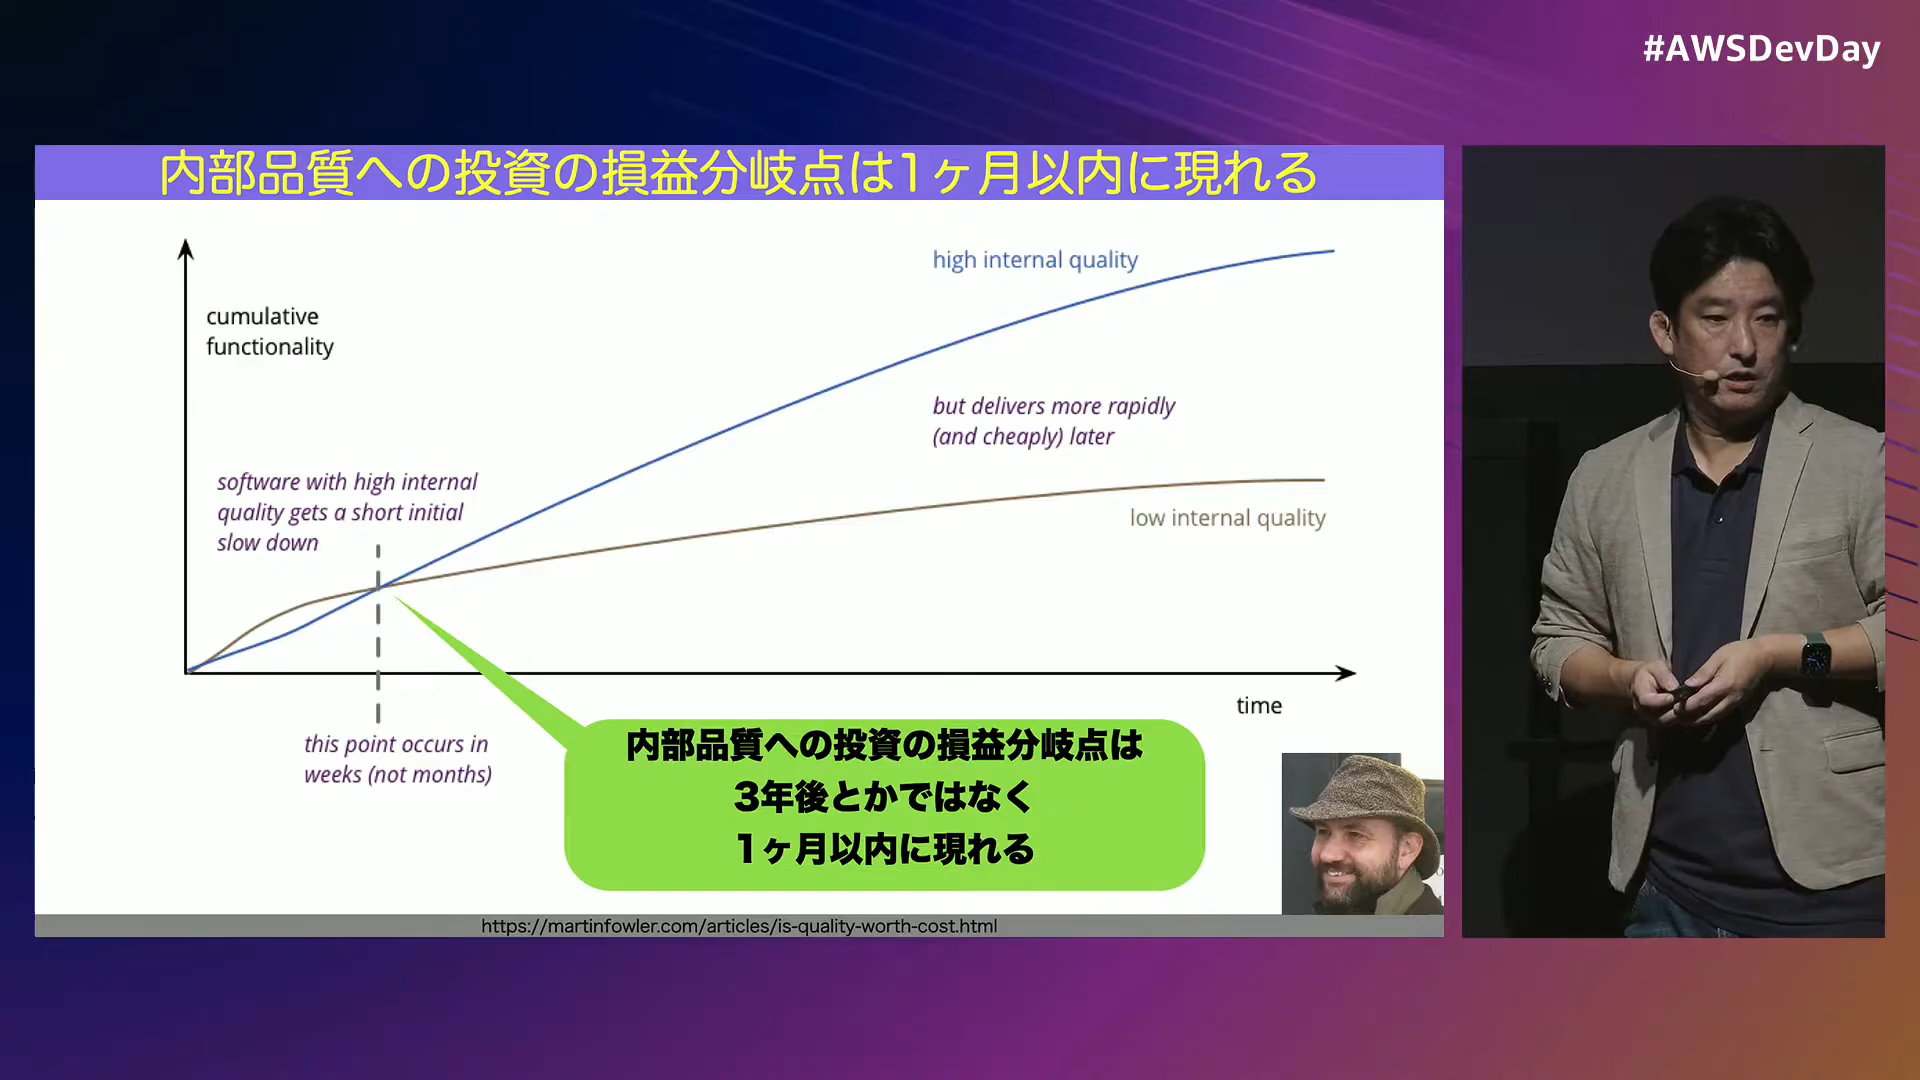 #AWSDevDay
内部品質への投資の損益分岐点は1ヶ月以内に現れる
high internal quality
cumulative
functionality
but delivers more rapidly
(and cheaply) later
software with high internal
quality gets a short initial
slow down
low internal quality
time
this point occurs in
weeks (not months)
内部品質への投資の損益分岐点は
3年後とかではなく
1ヶ月以内に現れる
https://martinfowler.com/articles/is-quality-worth-cost.html